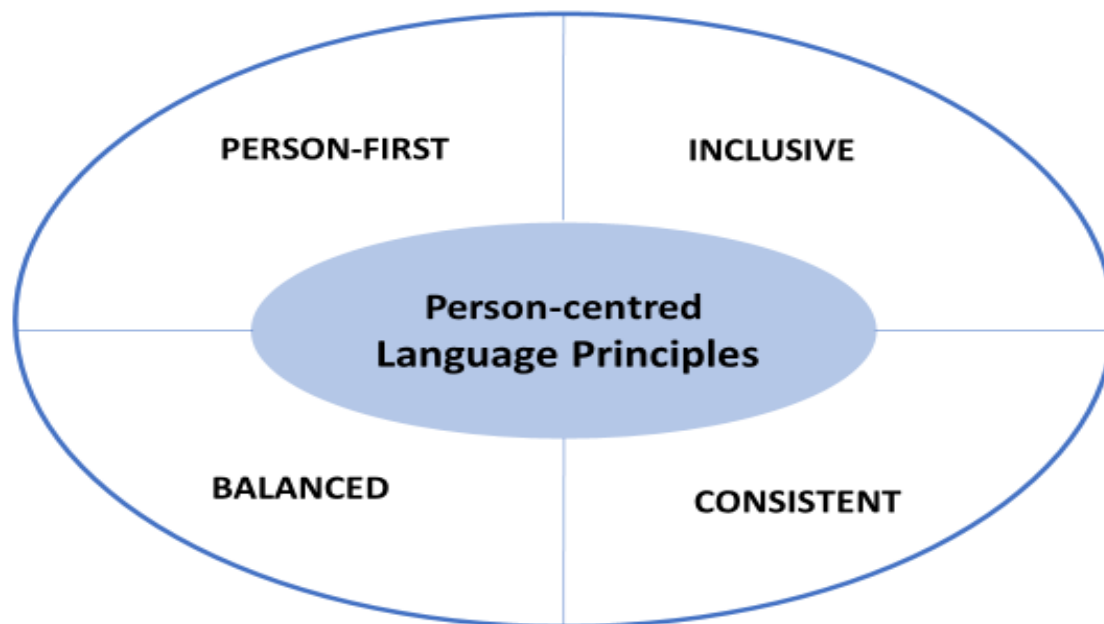 PERSON-FIRST
INCLUSIVE
Person-centred
Language Principles
BALANCED
CONSISTENT